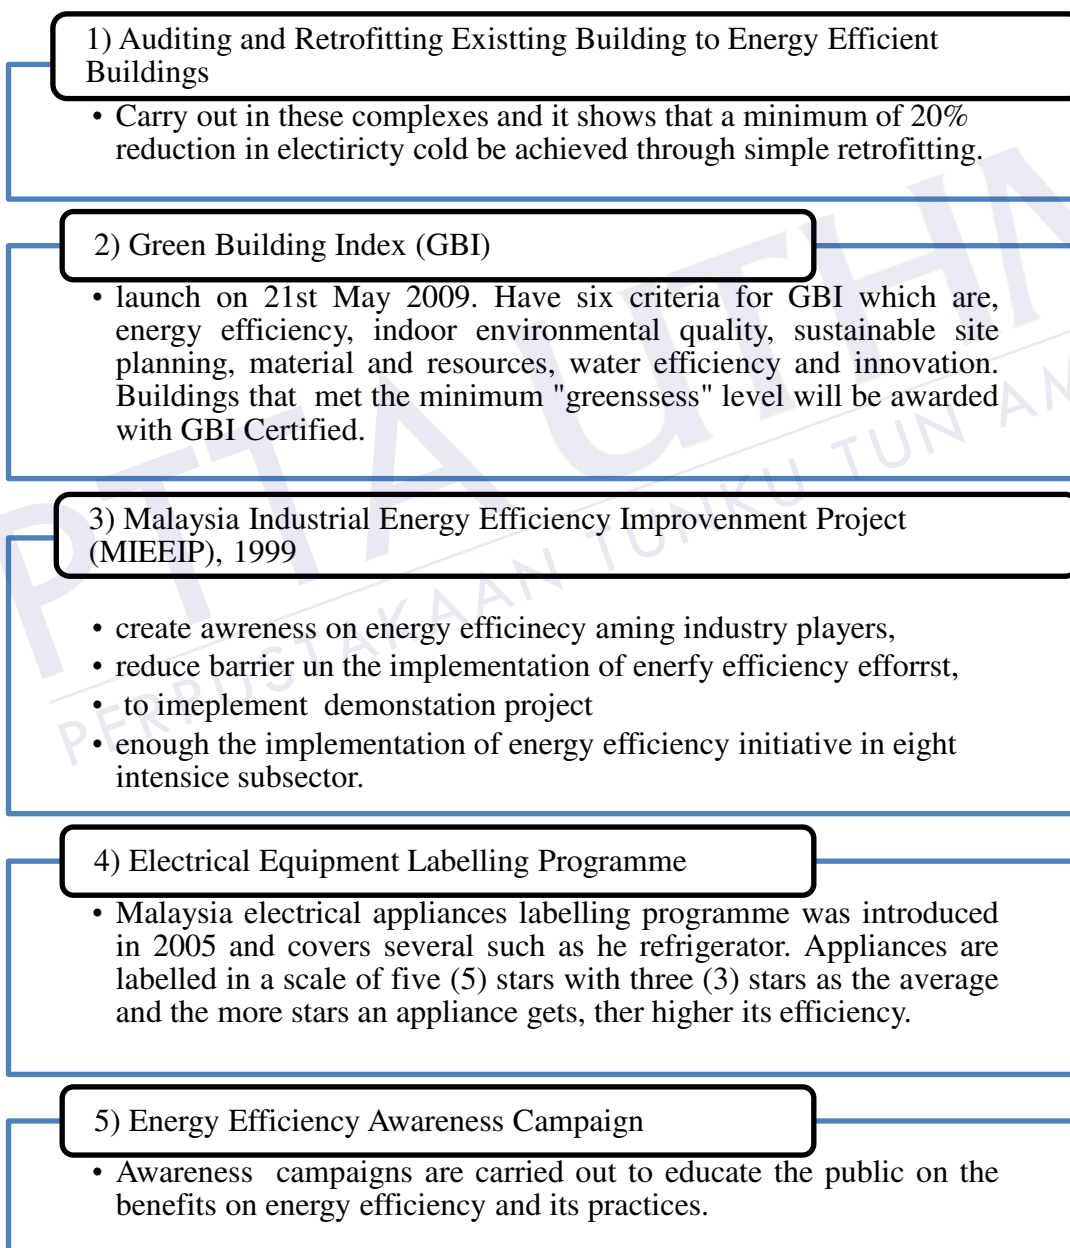 1) Auditing and Retrofitting Existting Building to Energy Efficient
Buildings
• Carry out in these complexes and it shows that a minimum of 20%
reduction in electiricty cold be achieved through simple retrofitting.
2) Green Building Index (GBI)
• launch on 21st May 2009. Have six criteria for GBI which are,
energy efficiency, indoor environmental quality, sustainable site
planning, material and resources, water efficiency and innovation.
Buildings that met the minimum "greenssess" level will be awarded
with GBI Certified.
3) Malaysia Industrial Energy Efficiency Improvenment Project
(MIEEIP), 1999
• create awreness on energy efficinecy aming industry players,
• reduce barrier un the implementation of enerfy efficiency efforrst,
• to imeplement demonstation project
• enough the implementation of energy efficiency initiative in eight
intensice subsector.
4) Electrical Equipment Labelling Programme
• Malaysia electrical appliances labelling programme was introduced
in 2005 and covers several such as he refrigerator. Appliances are
labelled in a scale of five (5) stars with three (3) stars as the average
and the more stars an appliance gets, ther higher its efficiency.
5) Energy Efficiency Awareness Campaign
• Awareness campaigns are carried out to educate the public on the
benefits on energy efficiency and its practices.
PTTA UTHM
PERPUSTAKAAN TUNKU TUN AM